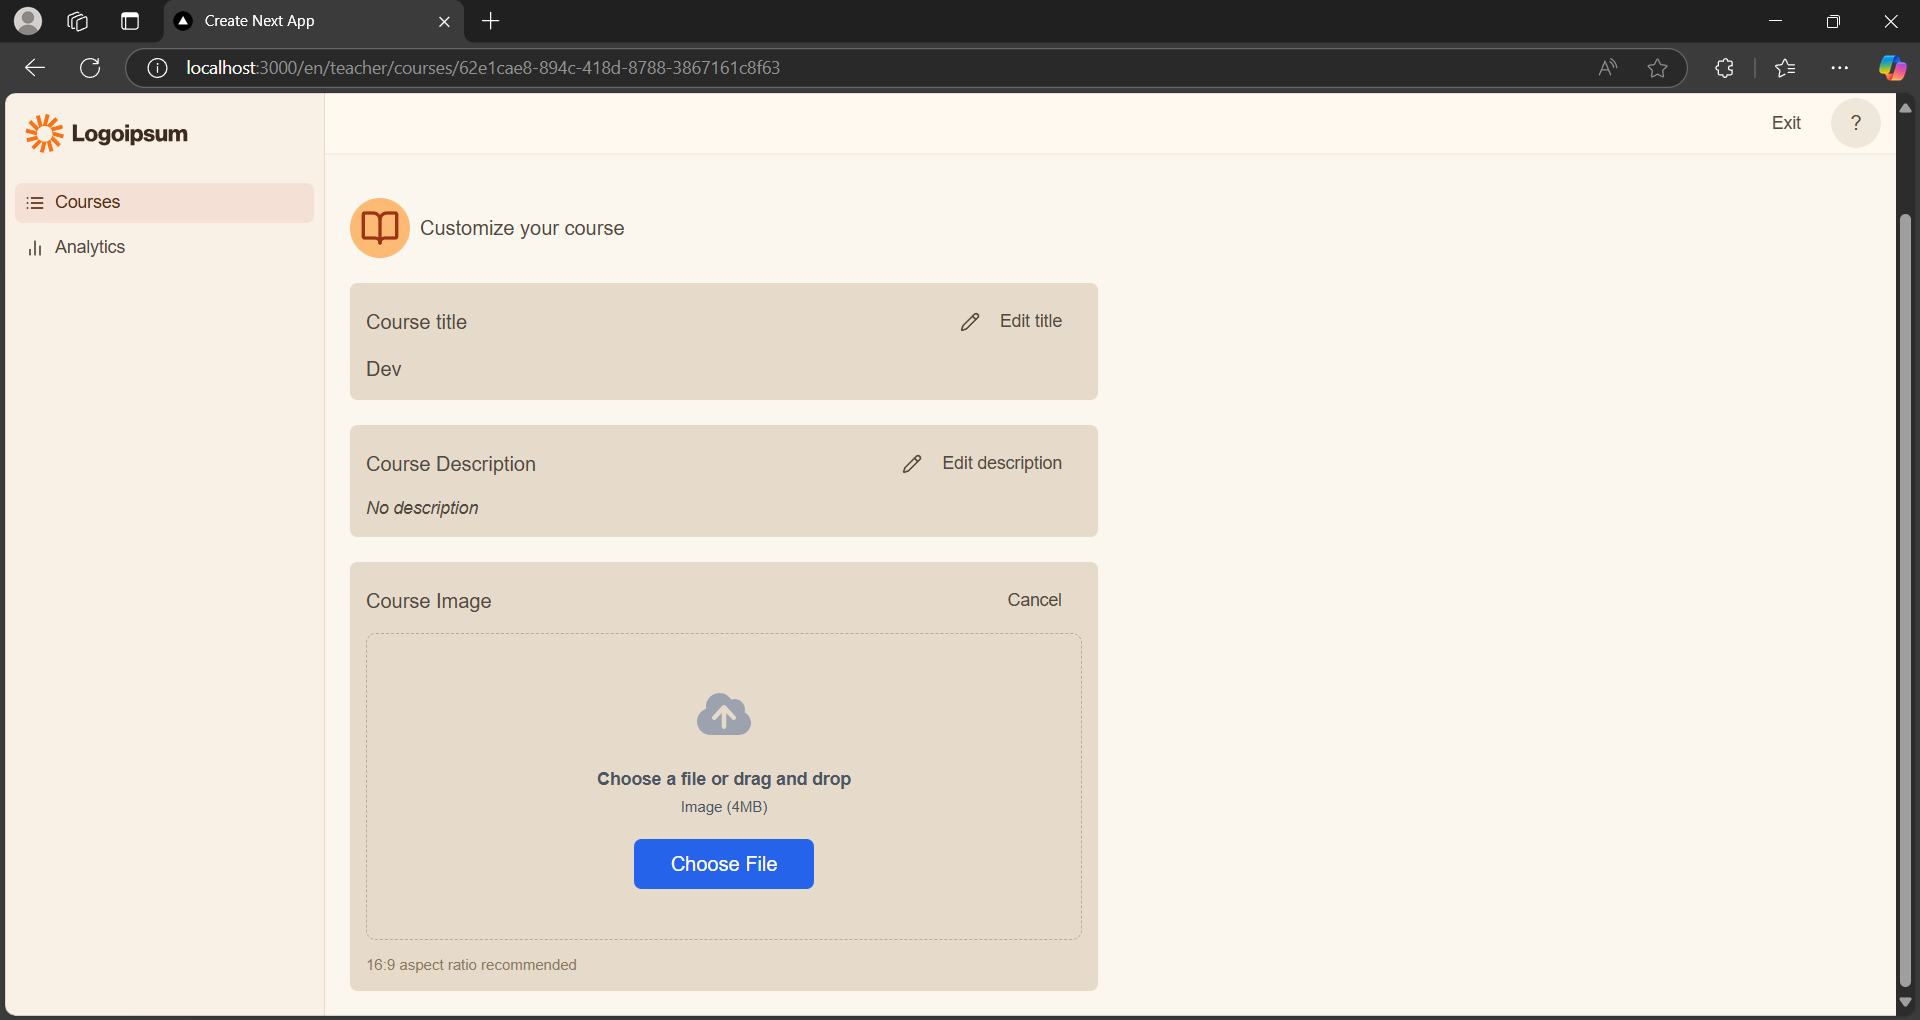 Create Next App
localhost:3000/en/teacher/courses/62e1cae8-894c-418d-8788-3867161c8f63
Logoipsum
Exit
?
Courses
Analytics
Customize your course
Course title
Edit title
Dev
Course Description
Edit description
No description
Course Image
Cancel
Choose a file or drag and drop
Image (4MB)
Choose File
16:9 aspect ratio recommended